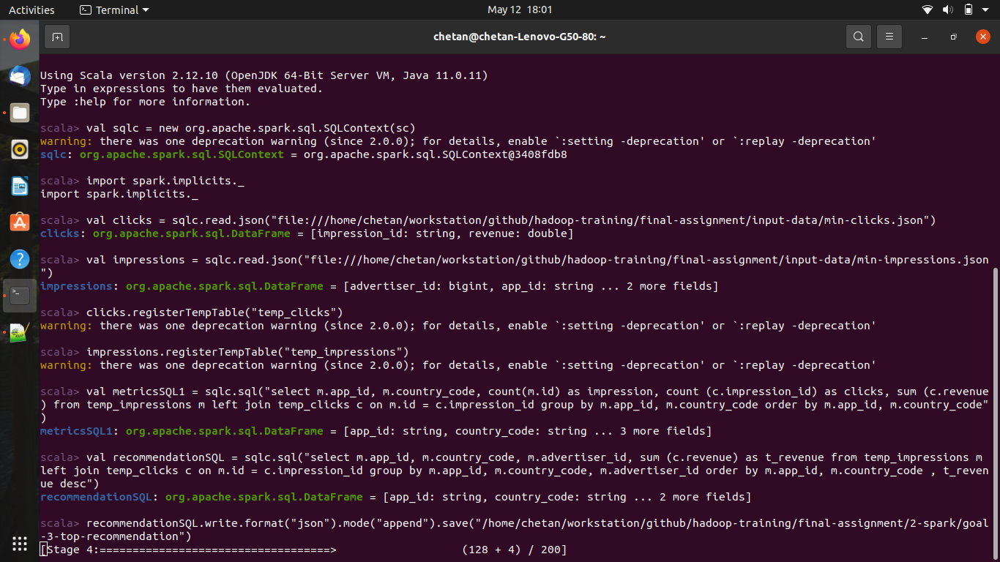 Activities
Terminal
May 12 18:01
chetan@chetan-Lenovo-G50-80: ~
Using Scala version 2.12.10 (OpenJDK 64-Bit Server VM, Java 11.0.11)
Type in expressions to have them evaluated.
Type :help for more information.
scala> val sqlc = new org.apache.spark.sql.SQLContext(sc)
warning: there was one deprecation warning (since 2.0.0); for details, enable `:setting -deprecation' or `:replay -deprecation'
sqlc: org.apache.spark.sql.SQLContext = org.apache.spark.sql.SQLContext@3408fdb8
scala> import spark.implicits._
import spark.implicits._
scala> val clicks = sqlc.read.json("file:///home/chetan/workstation/github/hadoop-training/final-assignment/input-data/min-clicks.json")
clicks: org.apache.spark.sql.DataFrame = [impression_id: string, revenue: double]
scala> val impressions = sqlc.read.json("file:///home/chetan/workstation/github/hadoop-training/final-assignment/input-data/min-impressions.json
")
impressions: org.apache.spark.sql.DataFrame = [advertiser_id: bigint, app_id: string ... 2 more fields]
scala> clicks.registerTempTable("temp_clicks")
warning: there was one deprecation warning (since 2.0.0); for details, enable `:setting -deprecation' or `:replay -deprecation'
scala> impressions.registerTempTable("temp_impressions")
warning: there was one deprecation warning (since 2.0.0); for details, enable `:setting -deprecation' or `:replay -deprecation'
scala> val metricsSQL1 = sqlc.sql("select m.app_id, m.country_code, count(m.id) as impression, count (c.impression_id) as clicks, sum (c.revenue
) from temp_impressions m left join temp_clicks c on m.id = c.impression_id group by m.app_id, m.country_code order by m.app_id, m.country_code"
)
metricsSQL1: org.apache.spark.sql.DataFrame = [app_id: string, country_code: string ... 3 more fields]
scala> val recommendationSQL = sqlc.sql("select m.app_id, m.country_code, m.advertiser_id, sum (c.revenue) as t_revenue from temp_impressions m
left join temp_clicks c on m.id = c.impression_id group by m.app_id, m.country_code, m.advertiser_id order by m.app_id, m.country_code , t_reven
ue desc")
recommendationSQL: org.apache.spark.sql.DataFrame = [app_id: string, country_code: string ... 2 more fields]
scala> recommendationSQL.write.format("json").mode("append").save("/home/chetan/workstation/github/hadoop-training/final-assignment/2-spark/goal
-3-top-recommendation")
[Stage 4:===================================> (128 + 4) / 200]